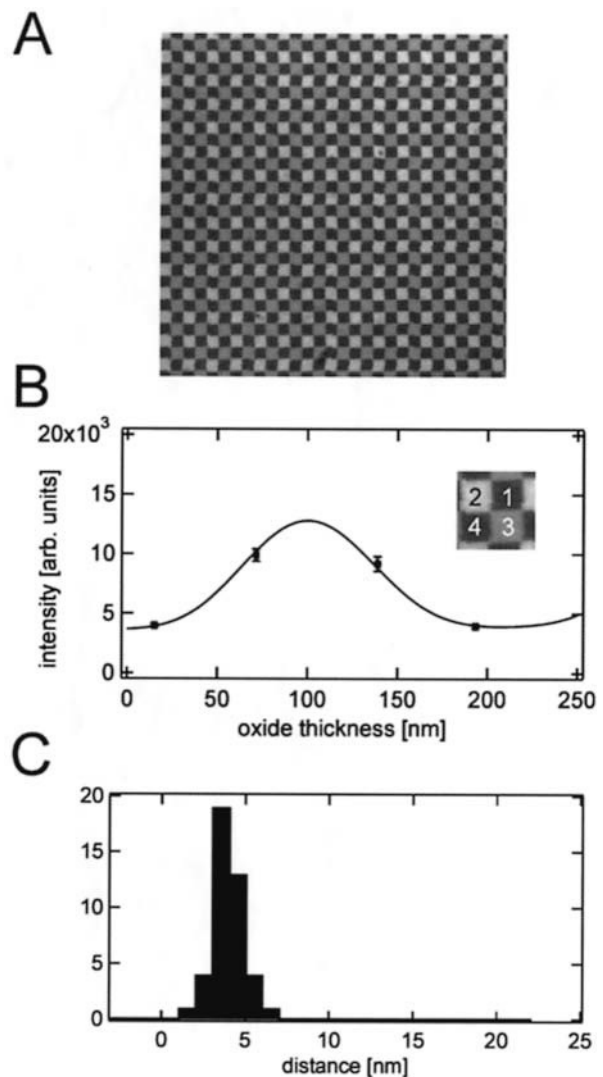 A
B
20x10³
15
10
5
0
intensity [arb. units]
2 1
4 3
0 50 100 150 200 250
oxide thickness [nm]
C
20
15
10
5
0
0 5 10 15 20 25
distance [nm]